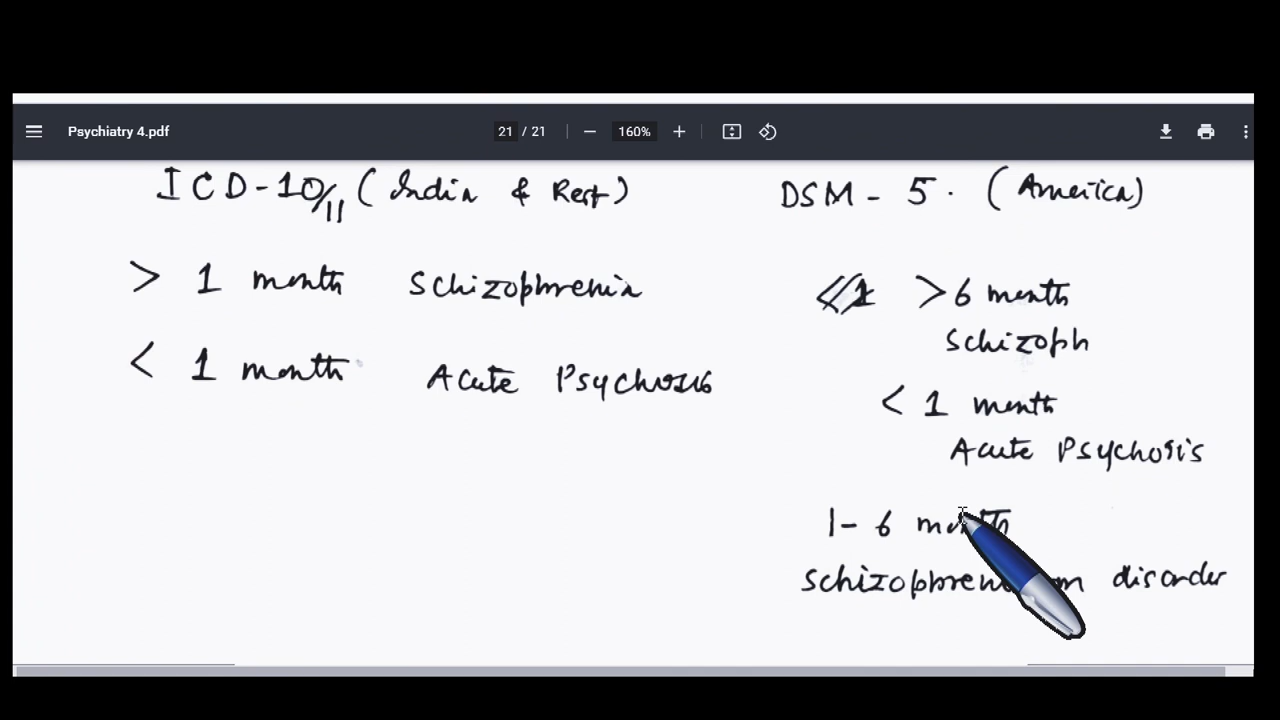 Psychiatry 4.pdf
21 / 21
160%
ICD-10/11 (India & Rest)
> 1 month Schizophrenia
< 1 month Acute Psychosis
DSM - 5. (America)
> 6 month
Schizoph
< 1 month
Acute Psychosis
1- 6 month
disorder